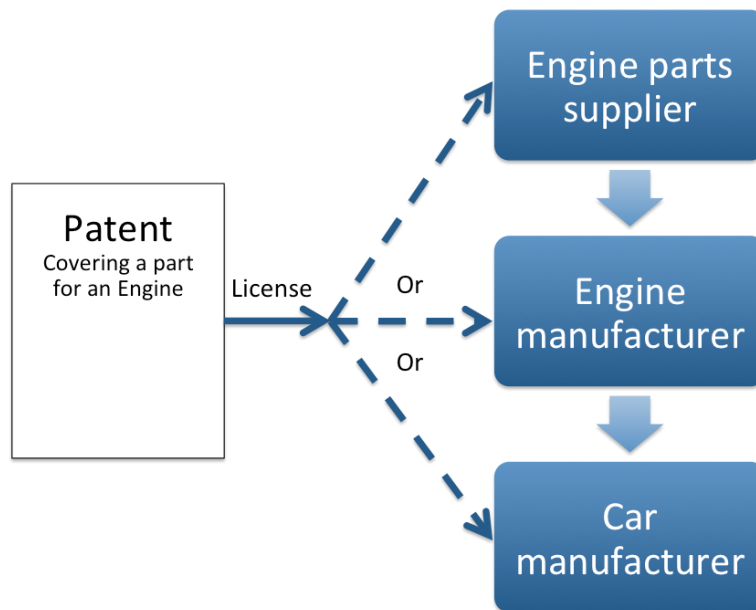 Engine parts
supplier
Patent
Covering a part
for an Engine
License
Or
Engine
manufacturer
Or
Car
manufacturer